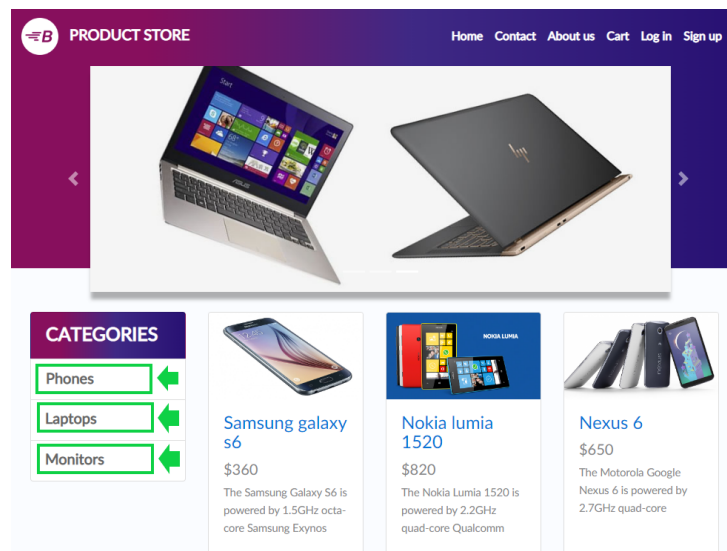 B PRODUCT STORE
Home Contact About us Cart Log in Sign up
Start
ASUS
hp
CATEGORIES
Phones
Laptops
Monitors
NOKIA LUMIA
nexus
Samsung galaxy
s6
$360
The Samsung Galaxy S6 is
powered by 1.5GHz octa-
core Samsung Exynos
Nokia lumia
1520
$820
The Nokia Lumia 1520 is
powered by 2.2GHz
quad-core Qualcomm
Nexus 6
$650
The Motorola Google
Nexus 6 is powered by
2.7GHz quad-core